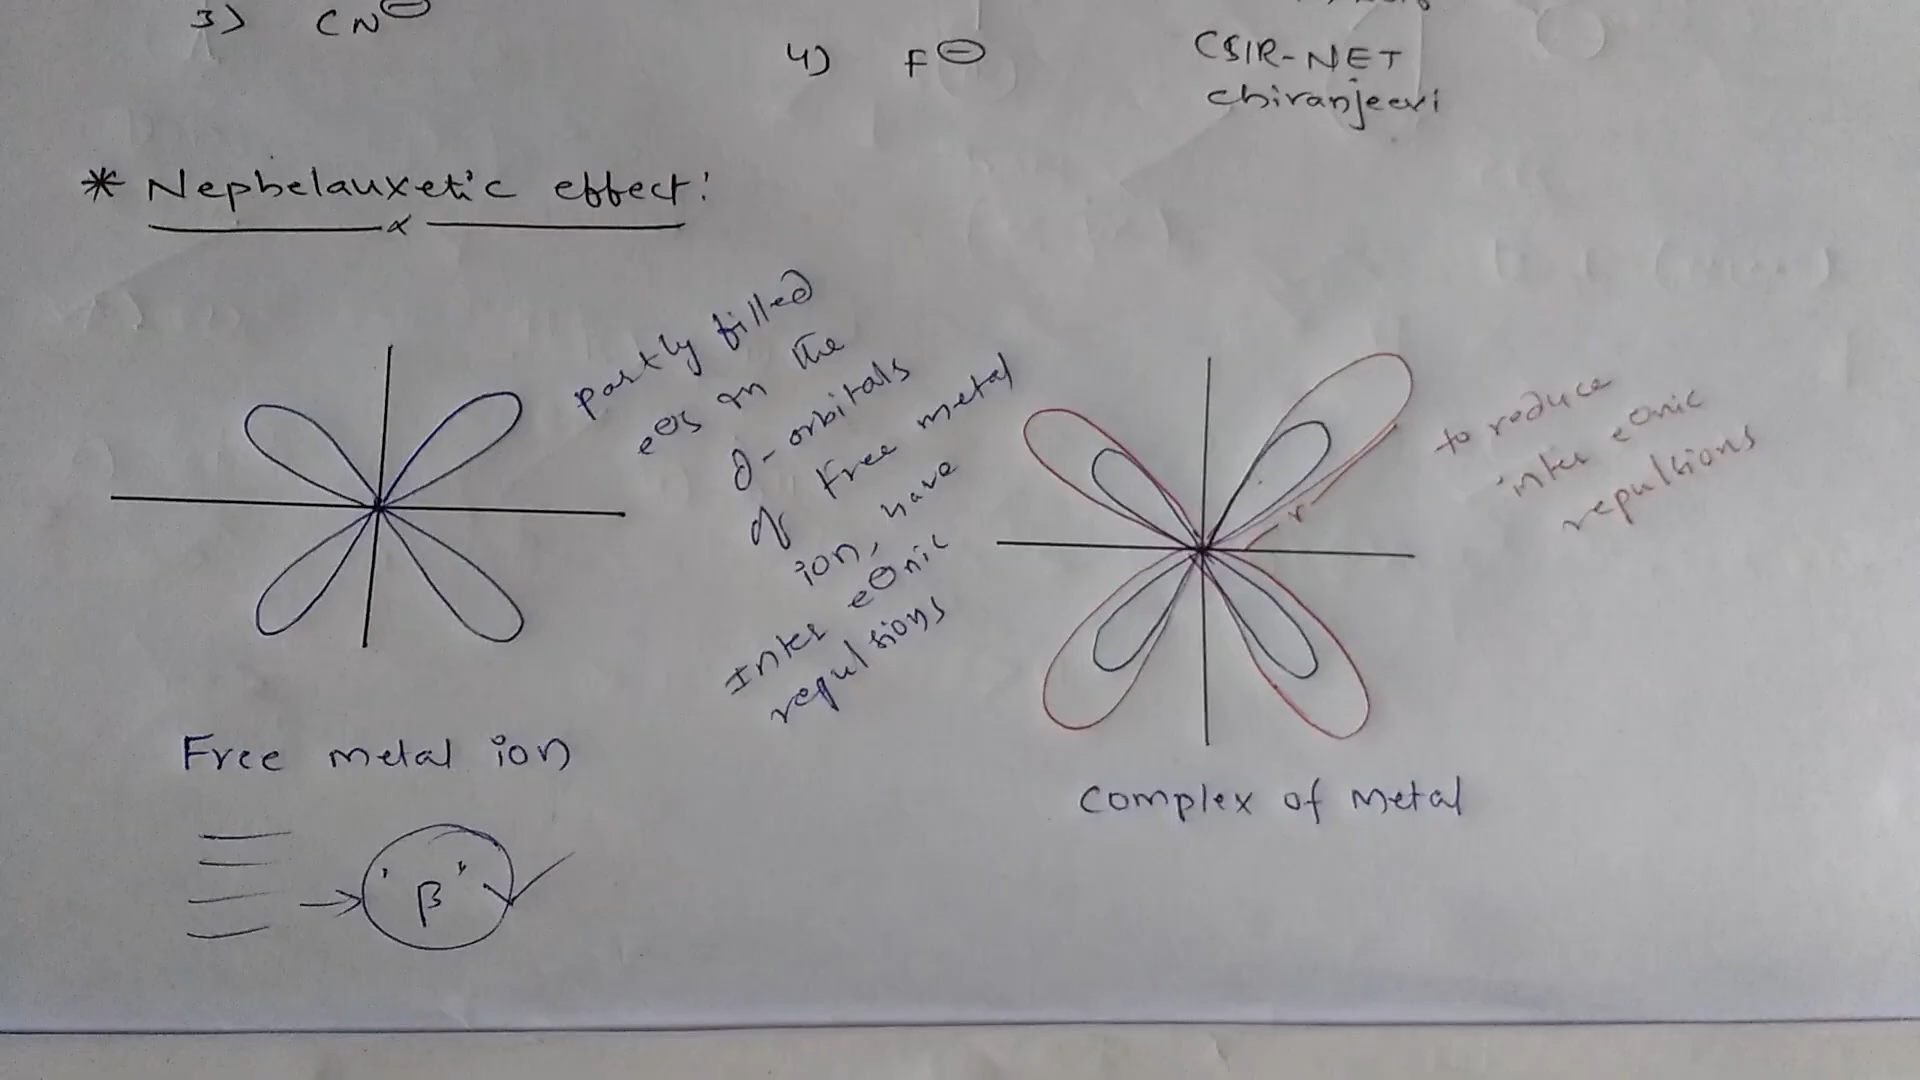 3) CN⊖
4) F⊖
CSIR-NET
chiranjeevi
* Nephelauxetic effect:
partly filled
e⊖s in the
d-orbitals
of Free metal
ion, have
Inter e⊖nic
repulsions
to reduce
inter e⊖nic
repulsions
r
Free metal ion
complex of Metal
"β"